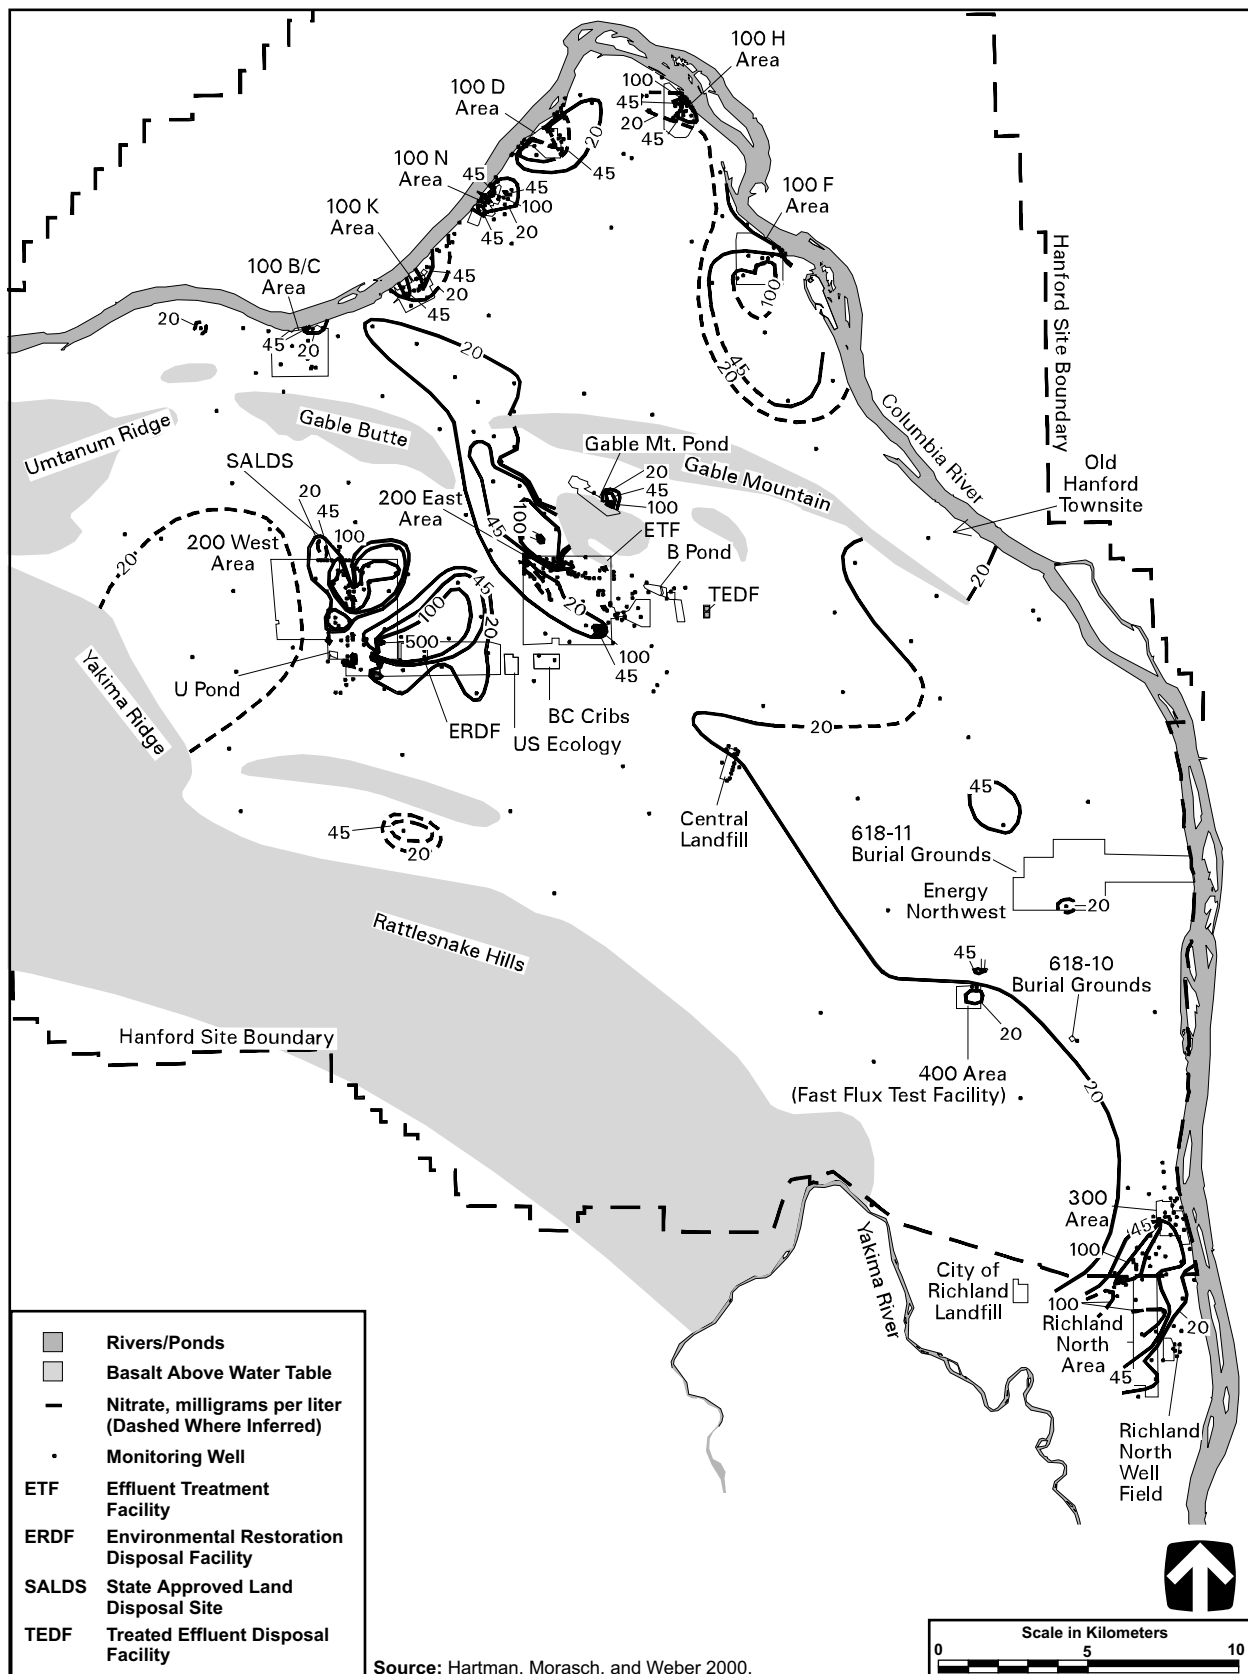 100 H
Area
100
45
20
45
100 D
Area
20
45
100 N
Area
45
45
100
20
45
100 F
Area
100
45
20
100 K
Area
45
20
45
100 B/C
Area
20
45
20
Hanford Site Boundary
20
Columbia River
Umtanum Ridge
Gable Butte
Gable Mt. Pond
20
45
100
Gable Mountain
Old
Hanford
Townsite
SALDS
20
45
100
200 West
Area
20
200 East
Area
100
45
ETF
B Pond
TEDF
20
20
100
45
45
100
20
500
U Pond
Yakima Ridge
ERDF
BC Cribs
US Ecology
20
Central
Landfill
45
20
45
618-11
Burial Grounds
Energy
Northwest
20
Rattlesnake Hills
45
618-10
Burial Grounds
20
400 Area
(Fast Flux Test Facility)
20
Hanford Site Boundary
300
Area
45
100
Yakima River
City of
Richland
Landfill
100
Richland
North
Area
20
45
Richland
North
Well
Field
Rivers/Ponds
Basalt Above Water Table
Nitrate, milligrams per liter
(Dashed Where Inferred)
Monitoring Well
ETF Effluent Treatment
Facility
ERDF Environmental Restoration
Disposal Facility
SALDS State Approved Land
Disposal Site
TEDF Treated Effluent Disposal
Facility
Source: Hartman, Morasch, and Weber 2000.
Scale in Kilometers
0 5 10